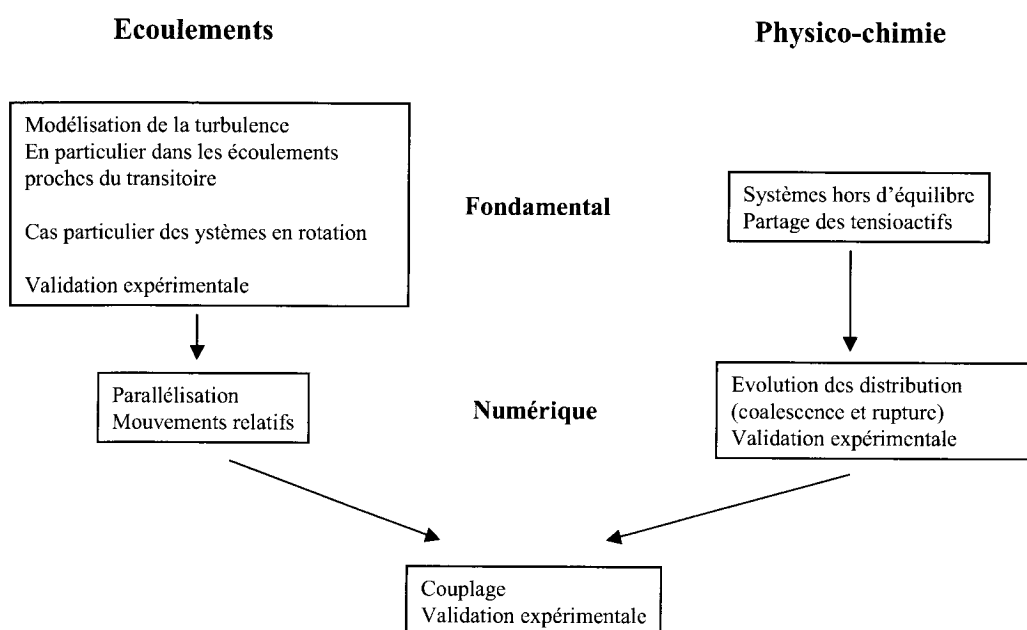 Ecoulements
Physico-chimie
Modélisation de la turbulence
En particulier dans les écoulements
proches du transitoire
Cas particulier des ystèmes en rotation
Validation expérimentale
Fondamental
Systèmes hors d'équilibre
Partage des tensioactifs
Parallélisation
Mouvements relatifs
Numérique
Evolution des distribution
(coalescence et rupture)
Validation expérimentale
Couplage
Validation expérimentale